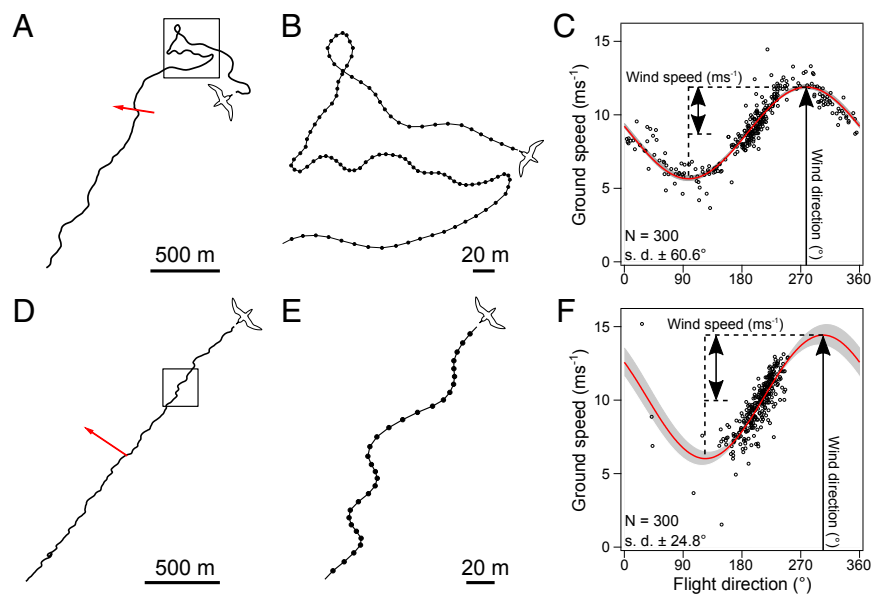 A
B
C
500 m
20 m
Ground speed (ms⁻¹)
15
10
5
0
Wind speed (ms⁻¹)
Wind direction (°)
N = 300
s. d. ± 60.6°
0 90 180 270 360
D
E
F
500 m
20 m
Ground speed (ms⁻¹)
15
10
5
0
Wind speed (ms⁻¹)
Wind direction (°)
N = 300
s. d. ± 24.8°
0 90 180 270 360
Flight direction (°)